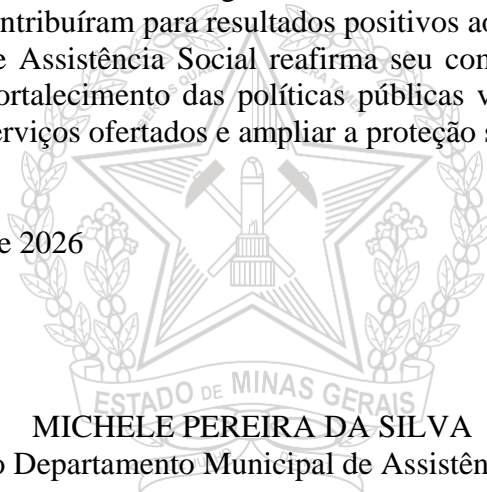 ntribuíram para resultados positivos ao
e Assistência Social reafirma seu con
ortalecimento das políticas públicas v
erviços ofertados e ampliar a proteção s
e 2026
ESTADO DE MINAS GERAIS
MICHELE PEREIRA DA SILVA
o Departamento Municipal de Assistên